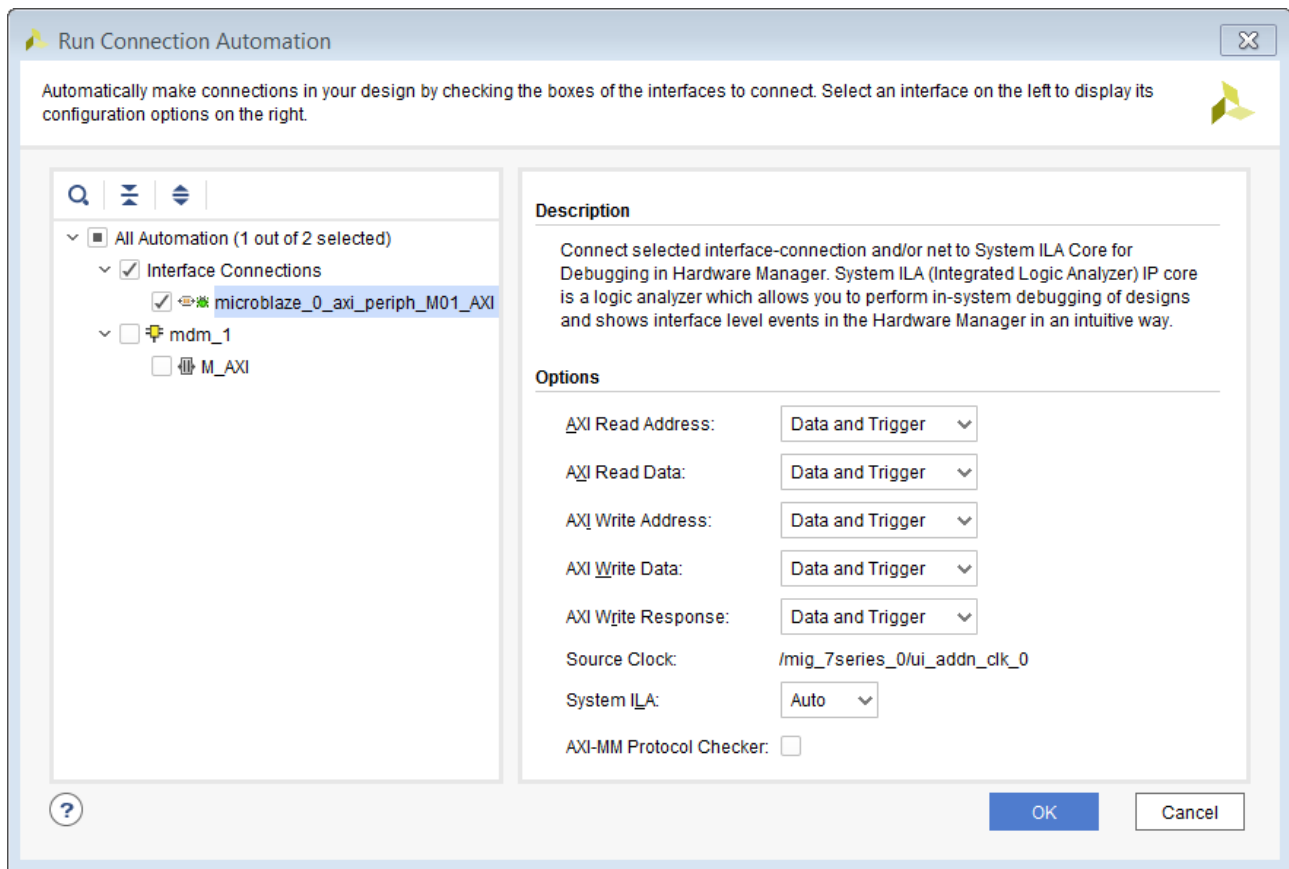 Run Connection Automation
Automatically make connections in your design by checking the boxes of the interfaces to connect. Select an interface on the left to display its
configuration options on the right.
All Automation (1 out of 2 selected)
Interface Connections
microblaze_0_axi_periph_M01_AXI
mdm_1
M_AXI
Description
Connect selected interface-connection and/or net to System ILA Core for
Debugging in Hardware Manager. System ILA (Integrated Logic Analyzer) IP core
is a logic analyzer which allows you to perform in-system debugging of designs
and shows interface level events in the Hardware Manager in an intuitive way.
Options
AXI Read Address: Data and Trigger
AXI Read Data: Data and Trigger
AXI Write Address: Data and Trigger
AXI Write Data: Data and Trigger
AXI Write Response: Data and Trigger
Source Clock: /mig_7series_0/ui_addn_clk_0
System ILA: Auto
AXI-MM Protocol Checker:
? OK Cancel